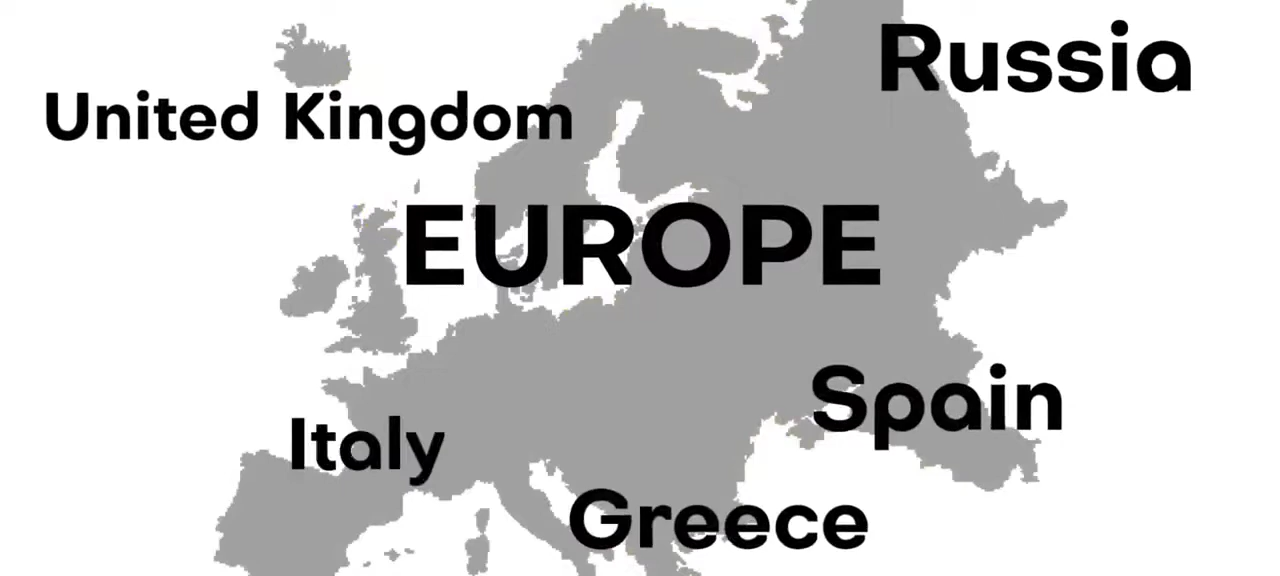 Russia
United Kingdom
EUROPE
Spain
Italy
Greece